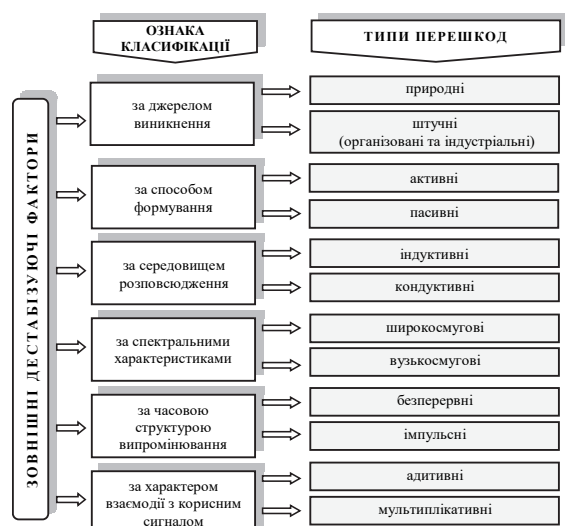 ОЗНАКА
КЛАСИФІКАЦІЇ
ТИПИ ПЕРЕШКОД
ЗОВНІШНІ ДЕСТАБІЗУЮЧІ ФАКТОРИ
за джерелом
виникнення
природні
штучні
(організовані та індустріальні)
за способом
формування
активні
пасивні
за середовищем
розповсюдження
індуктивні
кондуктивні
за спектральними
характеристиками
широкосмугові
вузькосмугові
за часовою
структурою
випромінювання
безперервні
імпульсні
за характером
взаємодії з корисним
сигналом
адитивні
мультиплікативні